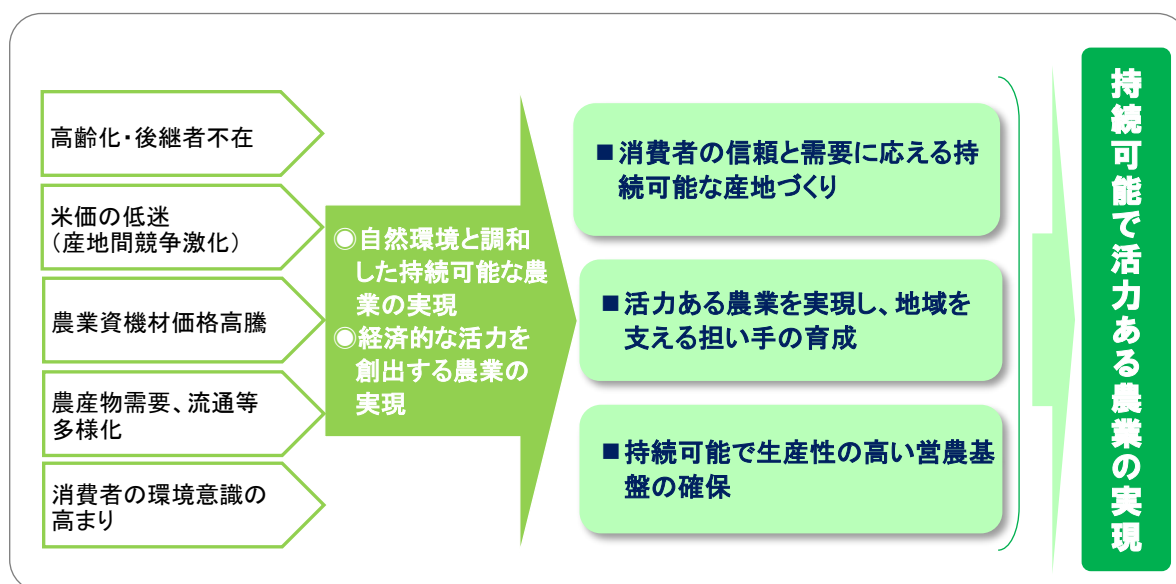 高齢化・後継者不在
米価の低迷
（産地間競争激化）
農業資機材価格高騰
農産物需要、流通等
多様化
消費者の環境意識の
高まり
◎自然環境と調和
した持続可能な農
業の実現
◎経済的な活力を
創出する農業の
実現
■消費者の信頼と需要に応える持
続可能な産地づくり
■活力ある農業を実現し、地域を
支える担い手の育成
■持続可能で生産性の高い営農基
盤の確保
持続可能で活力ある農業の実現